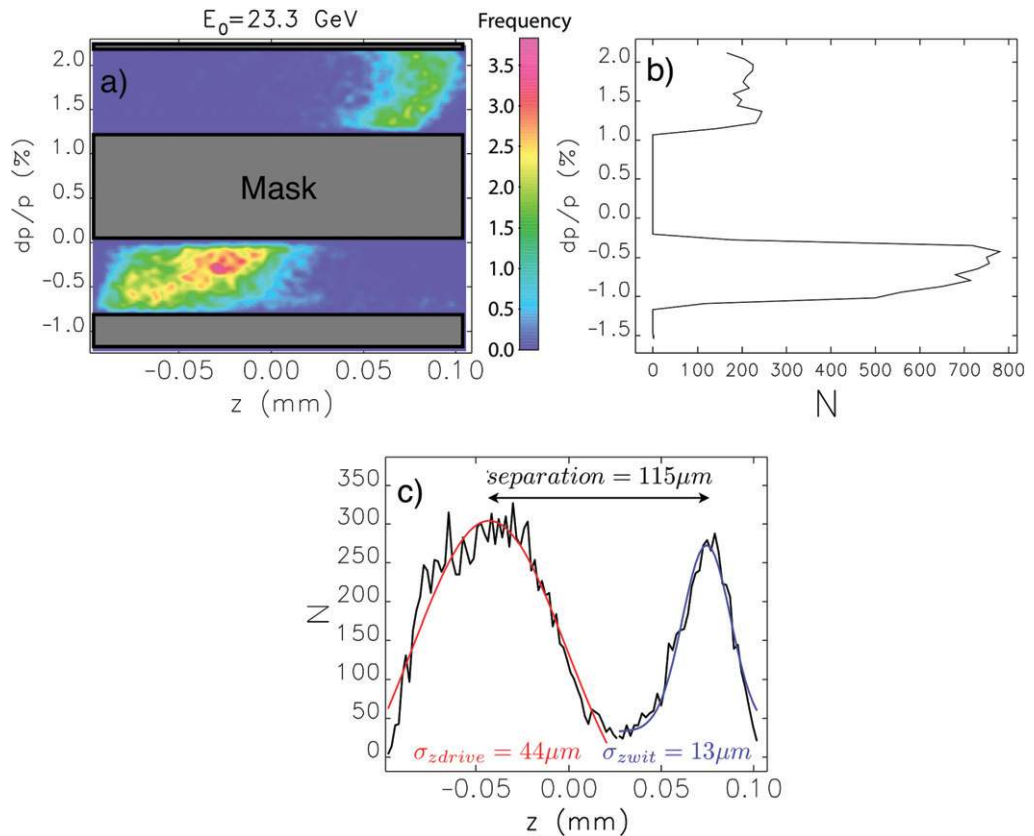 E₀=23.3 GeV
Frequency
a)
Mask
dp/p (%)
2.0
1.5
1.0
0.5
0.0
−0.5
−1.0
−0.05 0.00 0.05 0.10
z (mm)
3.5
3.0
2.5
2.0
1.5
1.0
0.5
0.0
b)
dp/p (%)
2.0
1.5
1.0
0.5
0.0
−0.5
−1.0
−1.5
0 100 200 300 400 500 600 700 800
N
c)
separation = 115μm
N
350
300
250
200
150
100
50
0
σzdrive = 44μm σzwit = 13μm
−0.05 0.00 0.05 0.10
z (mm)